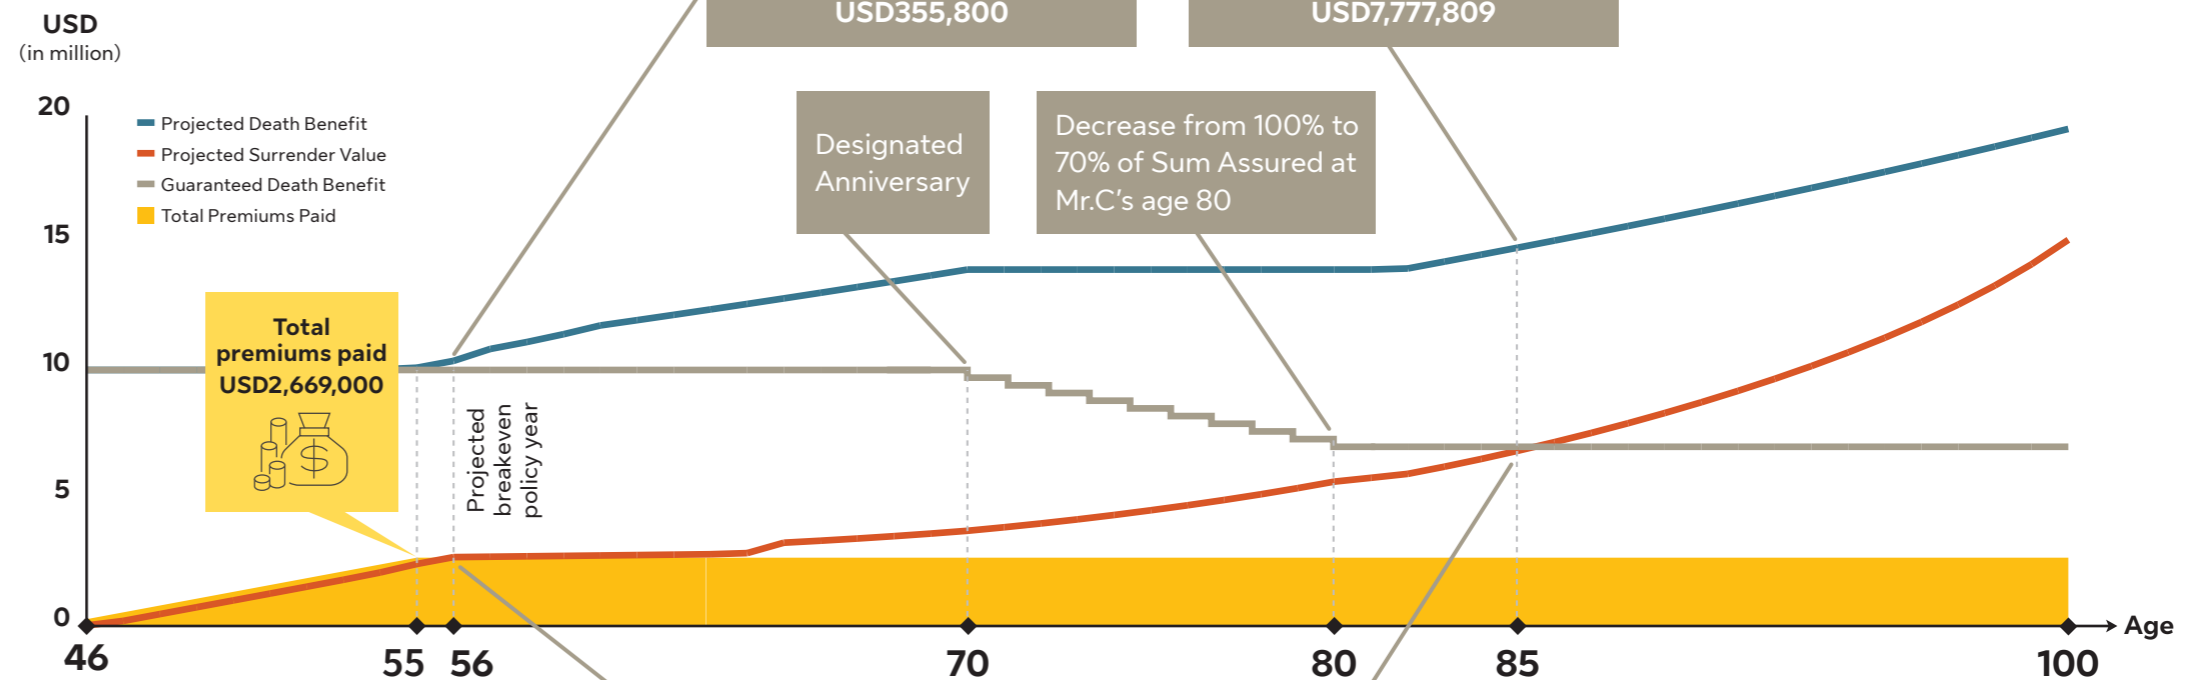 USD
(in million)
USD355,800
USD7,777,809
20
15
10
5
0
Projected Death Benefit
Projected Surrender Value
Guaranteed Death Benefit
Total Premiums Paid
Designated
Anniversary
Decrease from 100% to
70% of Sum Assured at
Mr.C's age 80
Total
premiums paid
USD2,669,000
$
Projected
breakeven
policy year
46
55
56
70
80
85
100
Age